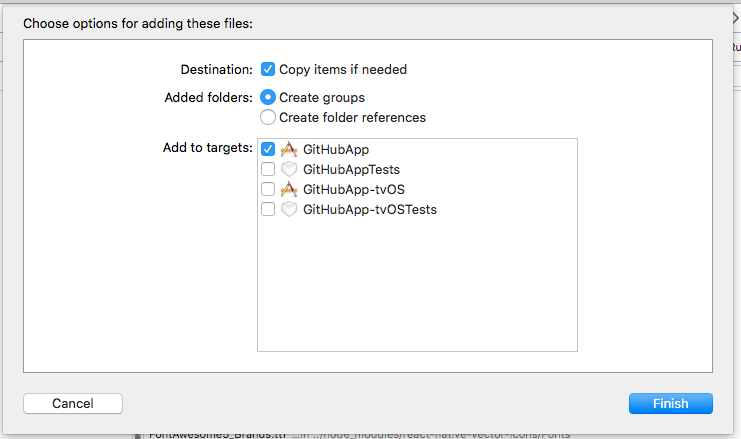 Choose options for adding these files:
Destination: Copy items if needed
Added folders: Create groups
Create folder references
Add to targets: GitHubApp
GitHubAppTests
GitHubApp-tvOS
GitHubApp-tvOSTests
Cancel
Finish
FontAwesome5_Brands.ttf ...in ../node_modules/react-native-vector-icons/Fonts